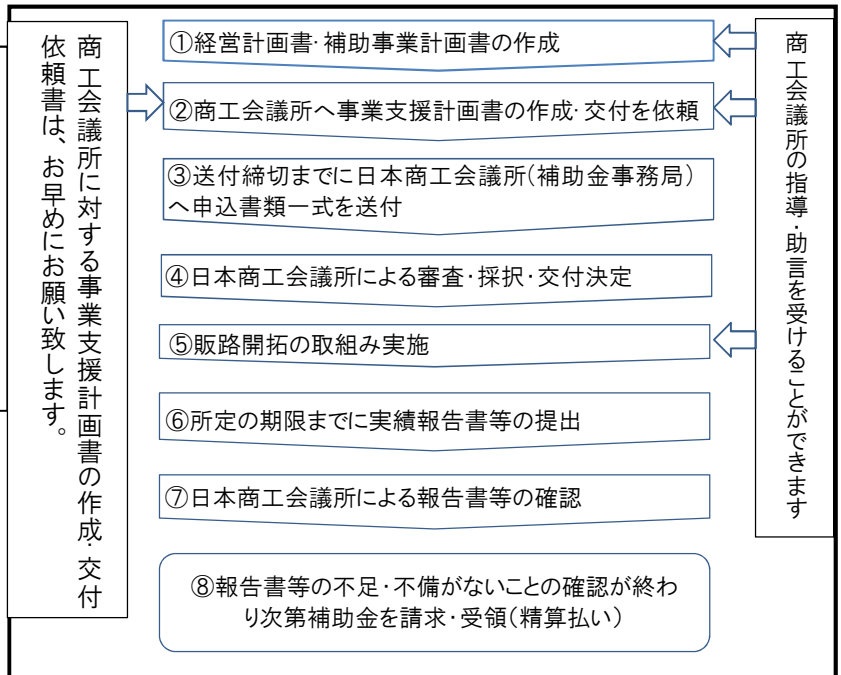 商工会議所に対する事業支援計画書の作成・交付
依頼書は、お早めにお願い致します。
①経営計画書・補助事業計画書の作成
②商工会議所へ事業支援計画書の作成・交付を依頼
③送付締切までに日本商工会議所（補助金事務局）
へ申込書類一式を送付
④日本商工会議所による審査・採択・交付決定
⑤販路開拓の取組み実施
⑥所定の期限までに実績報告書等の提出
⑦日本商工会議所による報告書等の確認
⑧報告書等の不足・不備がないことの確認が終わ
り次第補助金を請求・受領（精算払い）
商工会議所の指導・助言を受けることができます